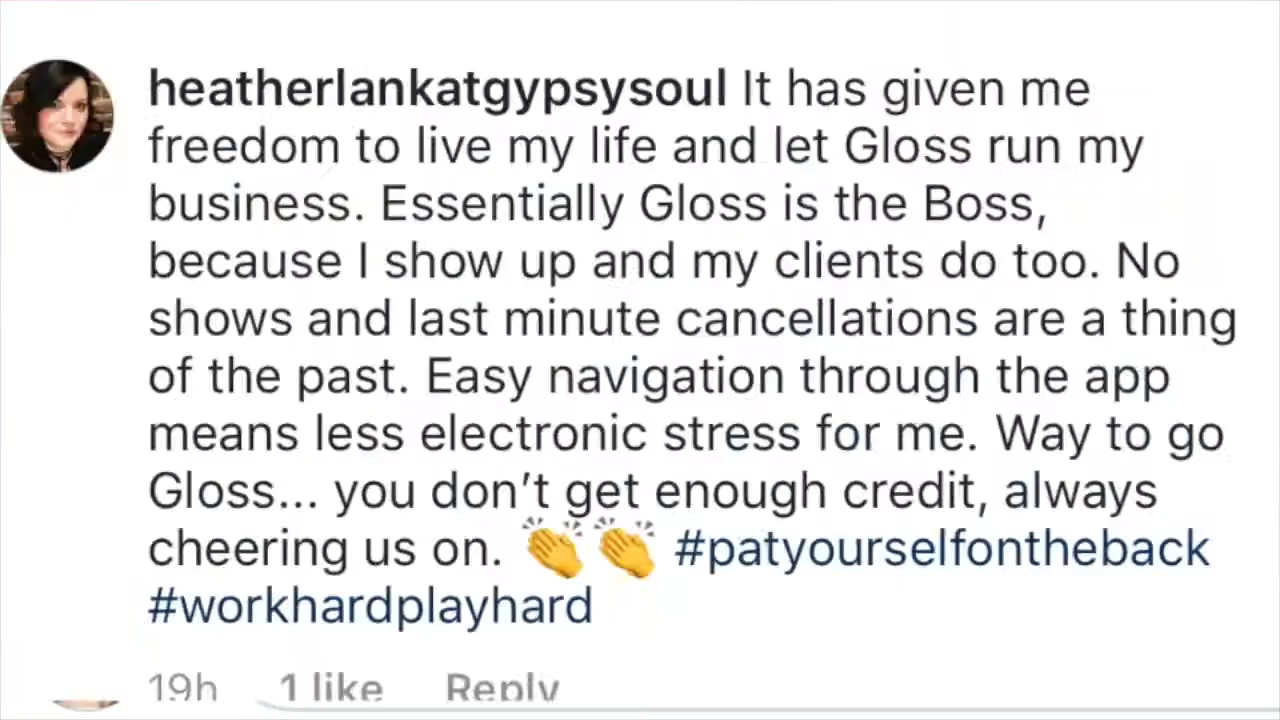 heatherlankatgypsysoul It has given me
freedom to live my life and let Gloss run my
business. Essentially Gloss is the Boss,
because I show up and my clients do too. No
shows and last minute cancellations are a thing
of the past. Easy navigation through the app
means less electronic stress for me. Way to go
Gloss... you don’t get enough credit, always
cheering us on. 👏👏 #patyourselfontheback
#workhardplayhard
19h 1 like Reply